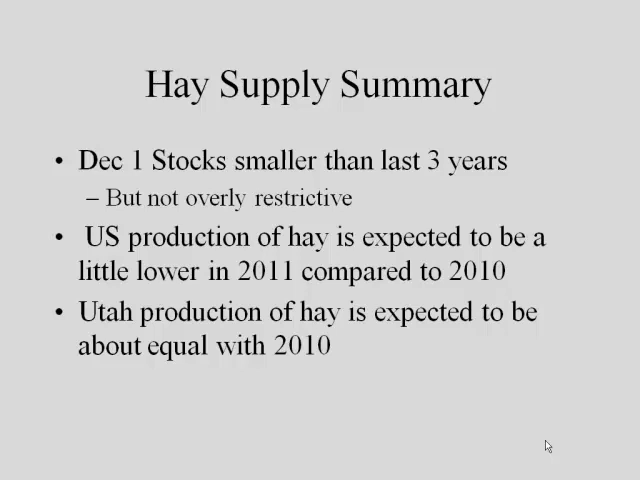 Hay Supply Summary
• Dec 1 Stocks smaller than last 3 years
– But not overly restrictive
• US production of hay is expected to be a
little lower in 2011 compared to 2010
• Utah production of hay is expected to be
about equal with 2010